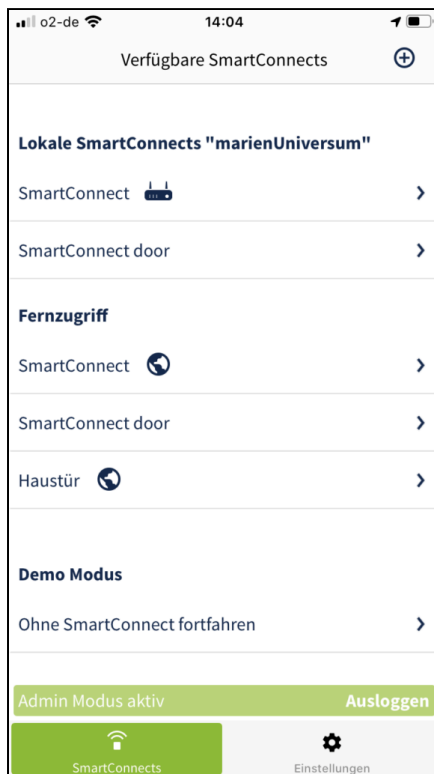 o2-de 14:04
Verfügbare SmartConnects
Lokale SmartConnects "marienUniversum"
SmartConnect
SmartConnect door
Fernzugriff
SmartConnect
SmartConnect door
Haustür
Demo Modus
Ohne SmartConnect fortfahren
Admin Modus aktiv Ausloggen
SmartConnects Einstellungen